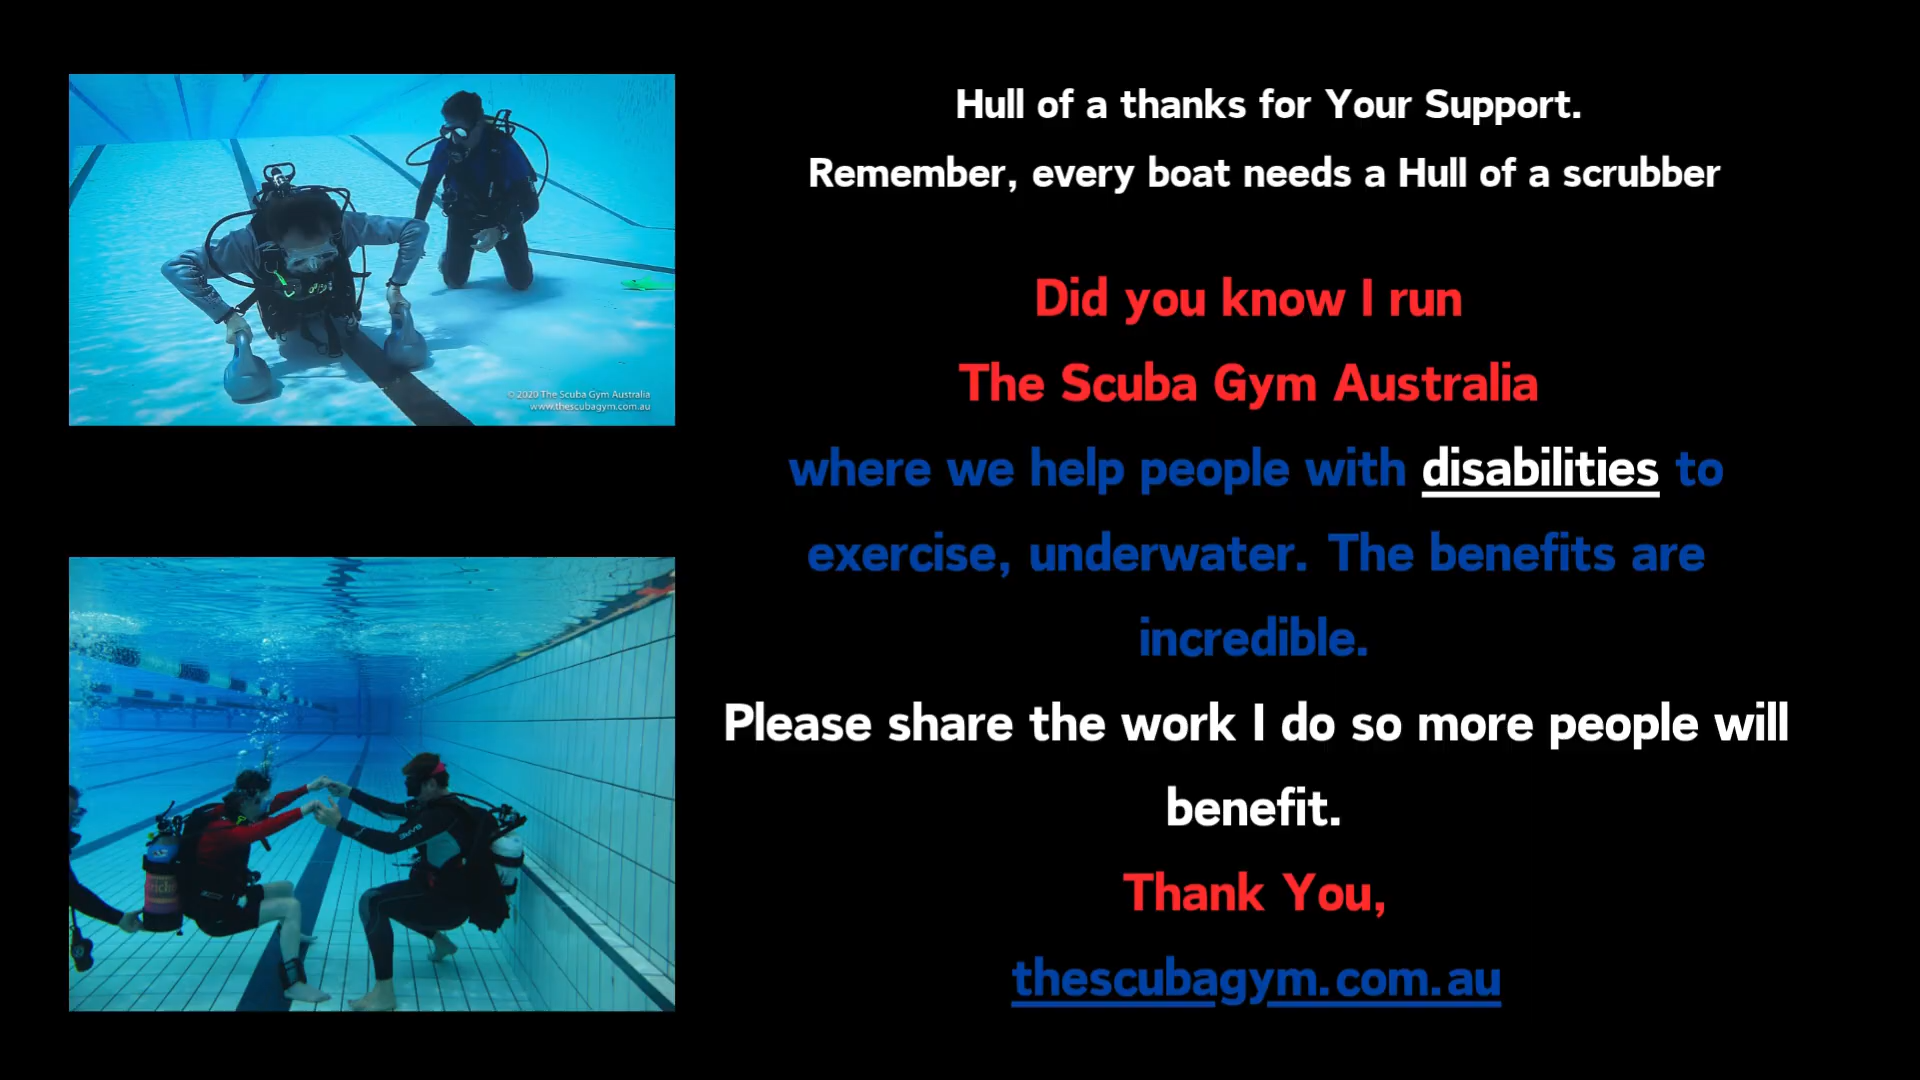 Hull of a thanks for Your Support.
Remember, every boat needs a Hull of a scrubber
Did you know I run
The Scuba Gym Australia
where we help people with disabilities to
exercise, underwater. The benefits are
incredible.
Please share the work I do so more people will
benefit.
Thank You,
thescubagym.com.au
© 2020 The Scuba Gym Australia
www.thescubagym.com.au